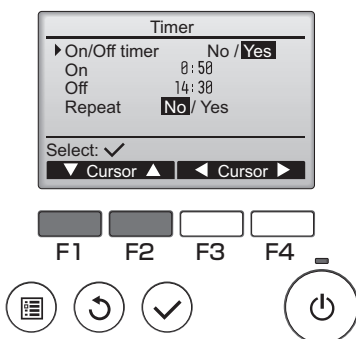 Timer
On/Off timer No / Yes
On 0:50
Off 14:30
Repeat No / Yes
Select: ✓
▼ Cursor ▲ ◀ Cursor ▶
F1 F2 F3 F4